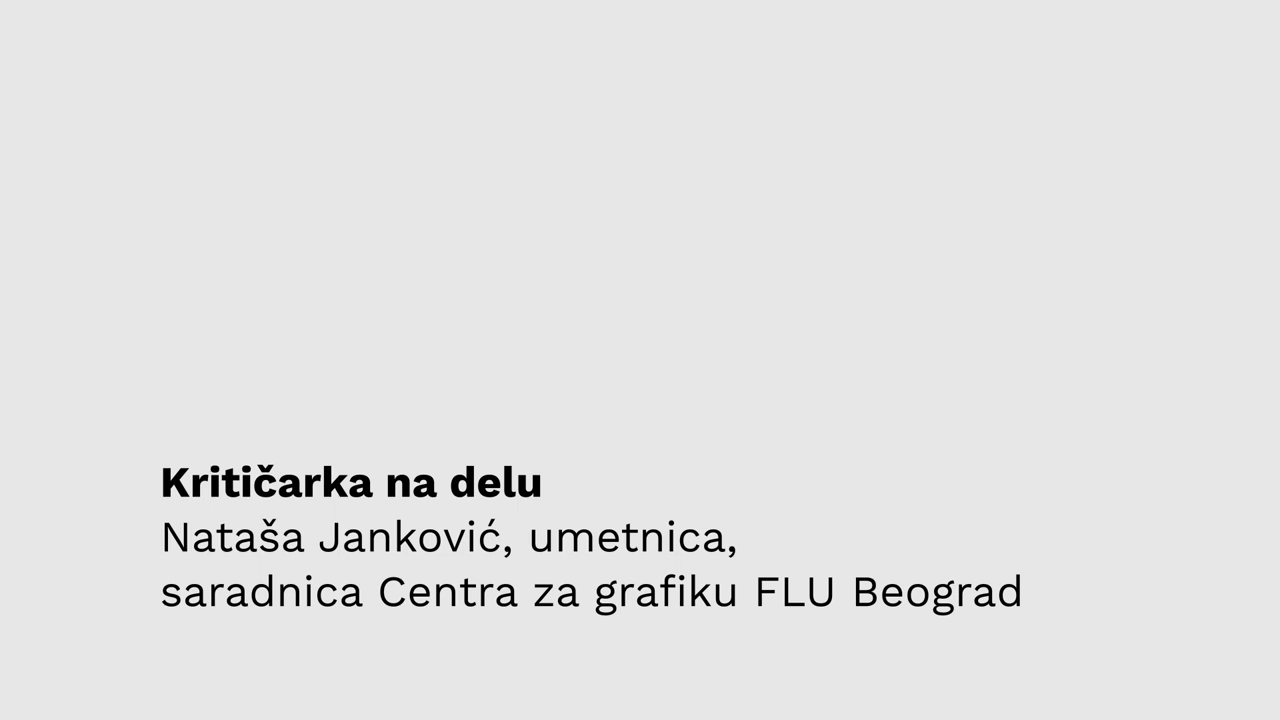 Kritičarka na delu
Nataša Janković, umetnica,
saradnica Centra za grafiku FLU Beograd